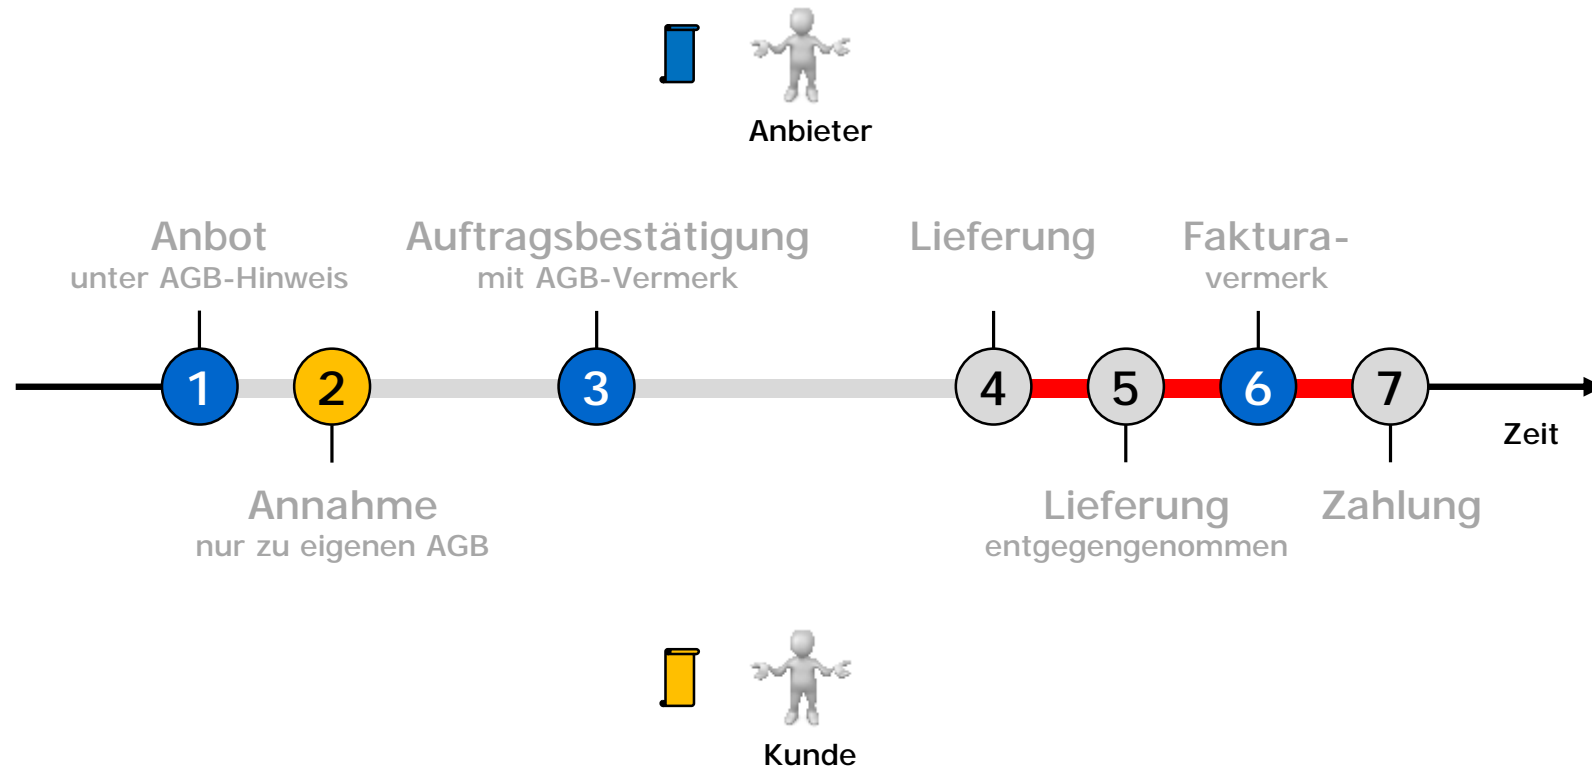 Anbieter
Anbot
unter AGB-Hinweis
Auftragsbestätigung
mit AGB-Vermerk
Lieferung
Faktura-
vermerk
1
2
3
4
5
6
7
Zeit
Annahme
nur zu eigenen AGB
Lieferung
entgegengenommen
Zahlung
Kunde